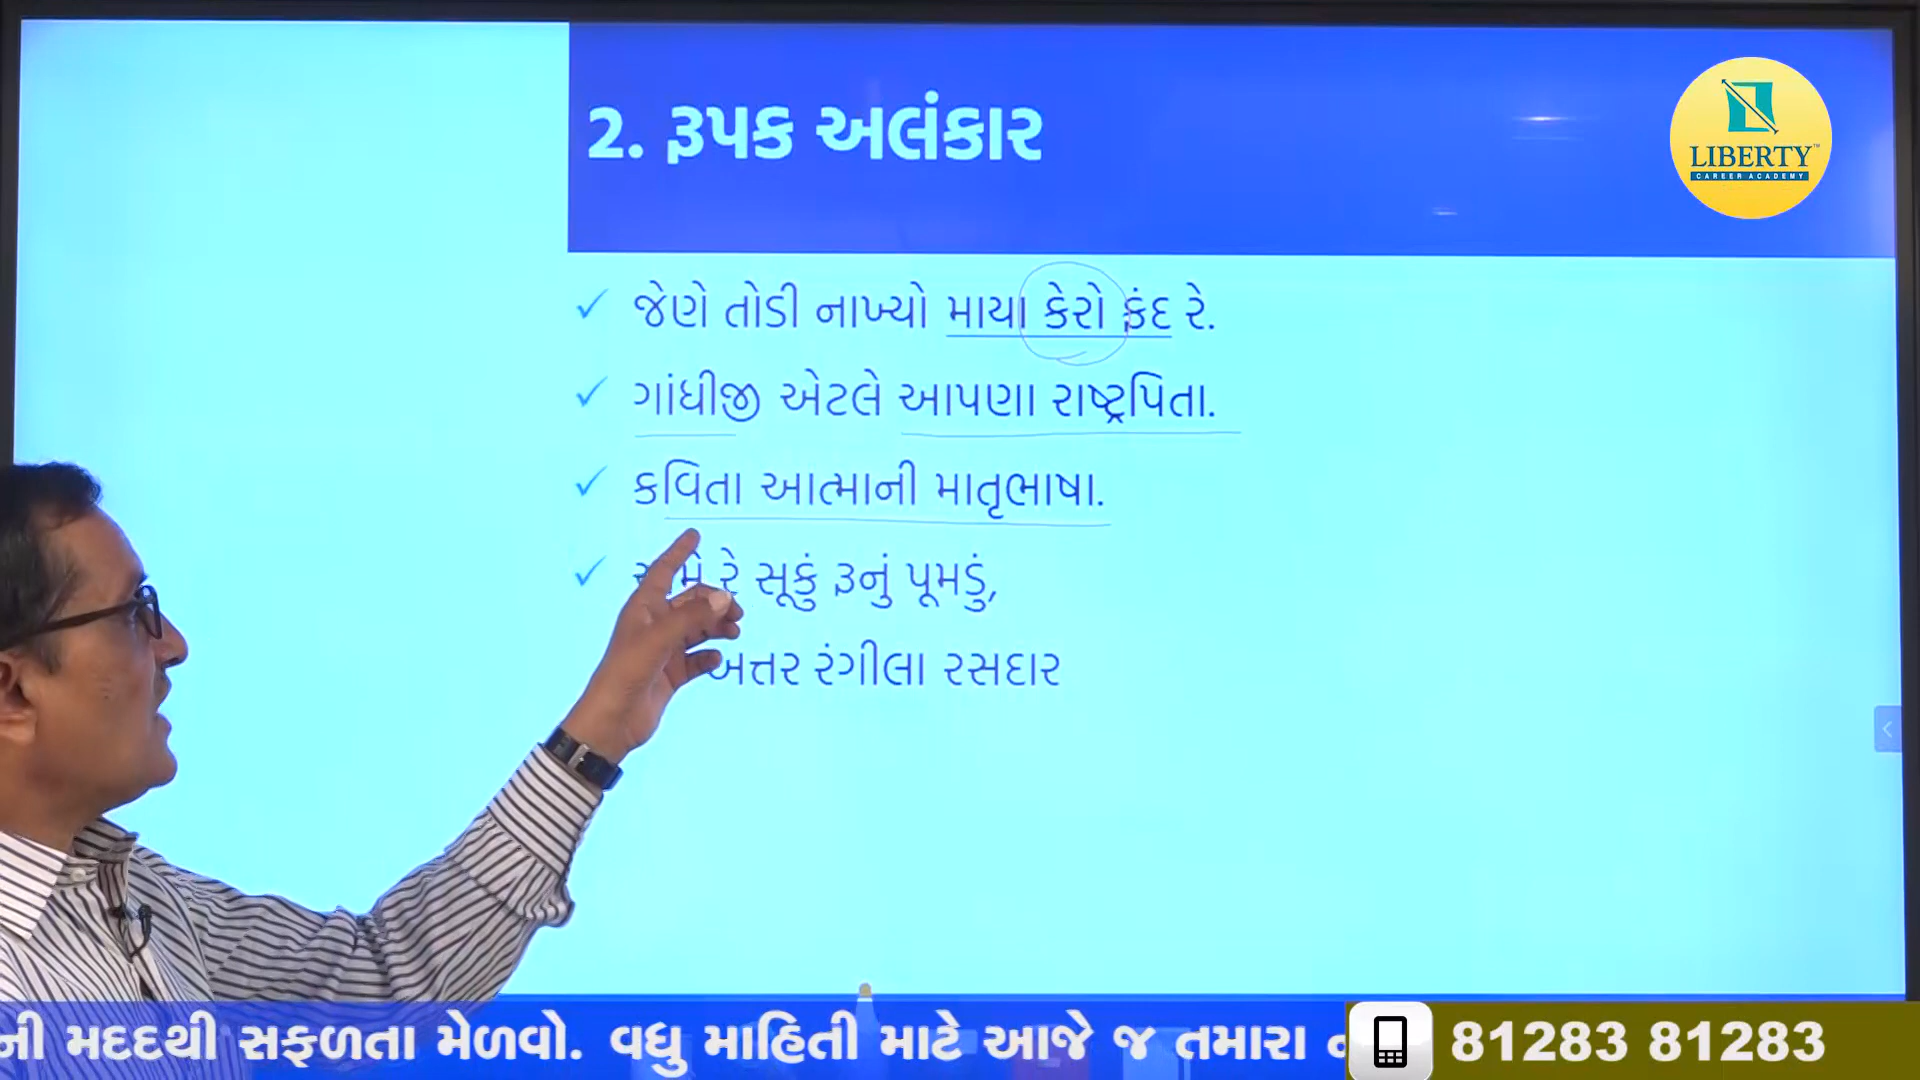 2. રૂપક અલંકાર
LIBERTY
CAREER ACADEMY
જેણે તોડી નાખ્યો માયા કેરો કંદ રે.
ગાંધીજી એટલે આપણા રાષ્ટ્રપિતા.
કવિતા આત્માની માતૃભાષા.
રે સૂકું રૂનું પૂમડું,
અત્તર રંગીલા રસદાર
ની મદદથી સફળતા મેળવો. વધુ માહિતી માટે આજે જ તમારા
81283 81283